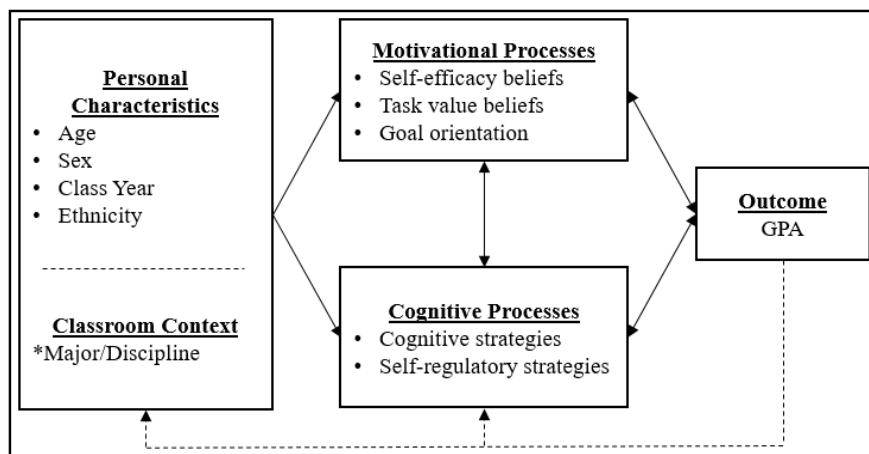 Personal
Characteristics
• Age
• Sex
• Class Year
• Ethnicity
Classroom Context
*Major/Discipline
Motivational Processes
• Self-efficacy beliefs
• Task value beliefs
• Goal orientation
Cognitive Processes
• Cognitive strategies
• Self-regulatory strategies
Outcome
GPA